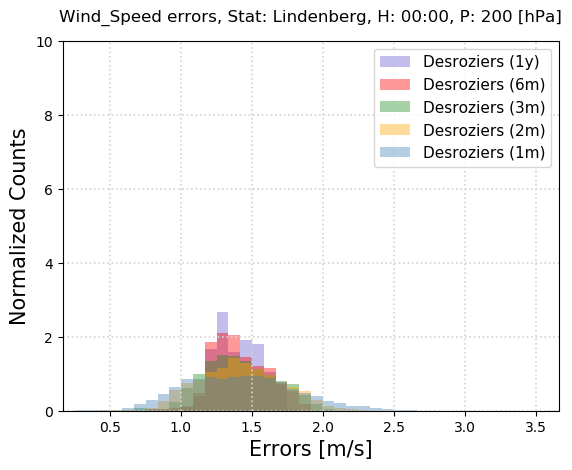 Wind_Speed errors, Stat: Lindenberg, H: 00:00, P: 200 [hPa]
10
8
6
4
2
0
Normalized Counts
Desroziers (1y)
Desroziers (6m)
Desroziers (3m)
Desroziers (2m)
Desroziers (1m)
0.5 1.0 1.5 2.0 2.5 3.0 3.5
Errors [m/s]